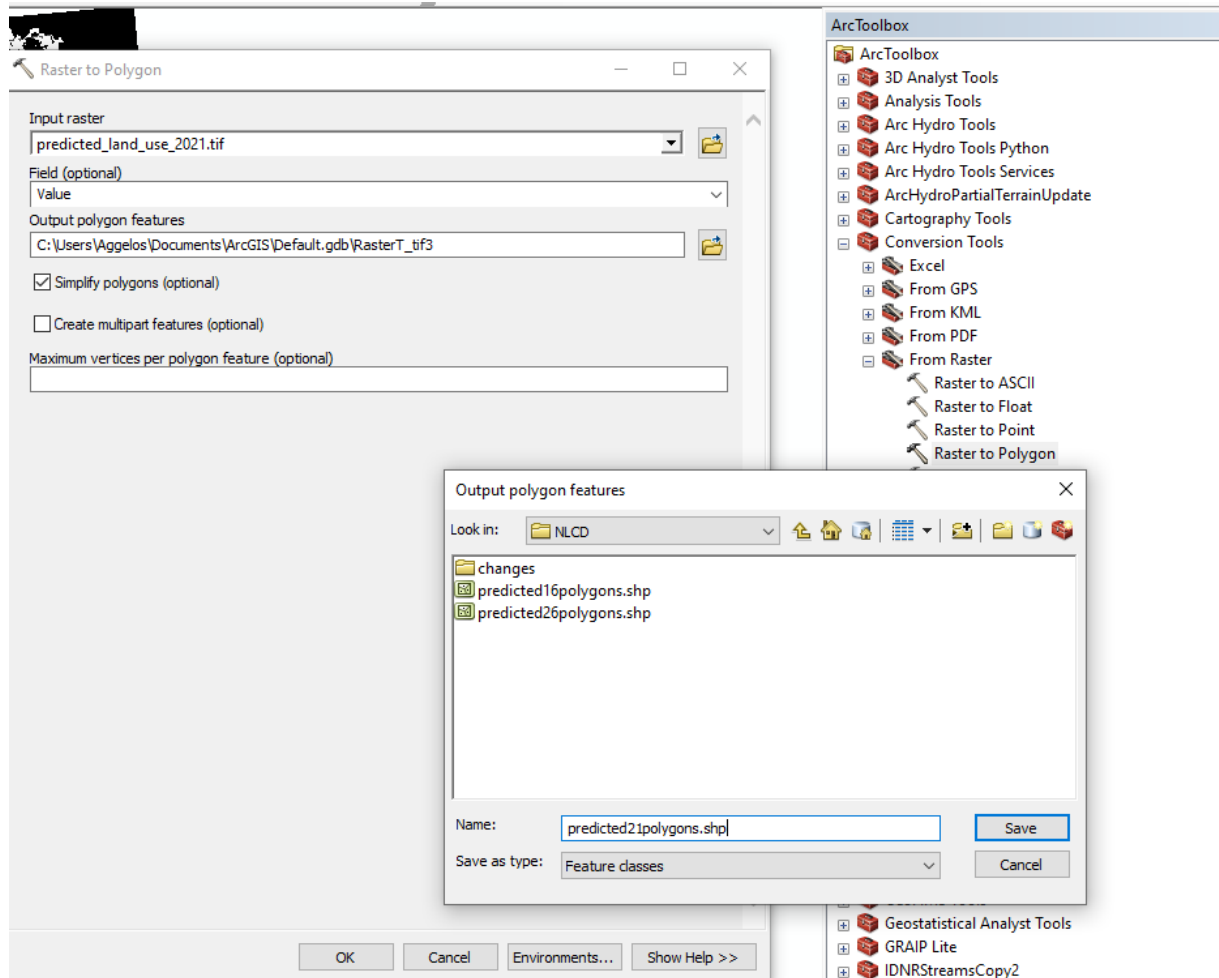 Raster to Polygon
Input raster
predicted_land_use_2021.tif
Field (optional)
Value
Output polygon features
C:\Users\Aggelos\Documents\ArcGIS\Default.gdb\RasterT_tif3
Simplify polygons (optional)
Create multipart features (optional)
Maximum vertices per polygon feature (optional)
OK
Cancel
Environments...
Show Help >>
ArcToolbox
ArcToolbox
3D Analyst Tools
Analysis Tools
Arc Hydro Tools
Arc Hydro Tools Python
Arc Hydro Tools Services
ArcHydroPartialTerrainUpdate
Cartography Tools
Conversion Tools
Excel
From GPS
From KML
From PDF
From Raster
Raster to ASCII
Raster to Float
Raster to Point
Raster to Polygon
Output polygon features
Look in:
NLCD
changes
predicted16polygons.shp
predicted26polygons.shp
Name:
predicted21polygons.shp
Save
Save as type:
Feature classes
Cancel
Geostatistical Analyst Tools
GRAIP Lite
IDNRStreamsCopy2